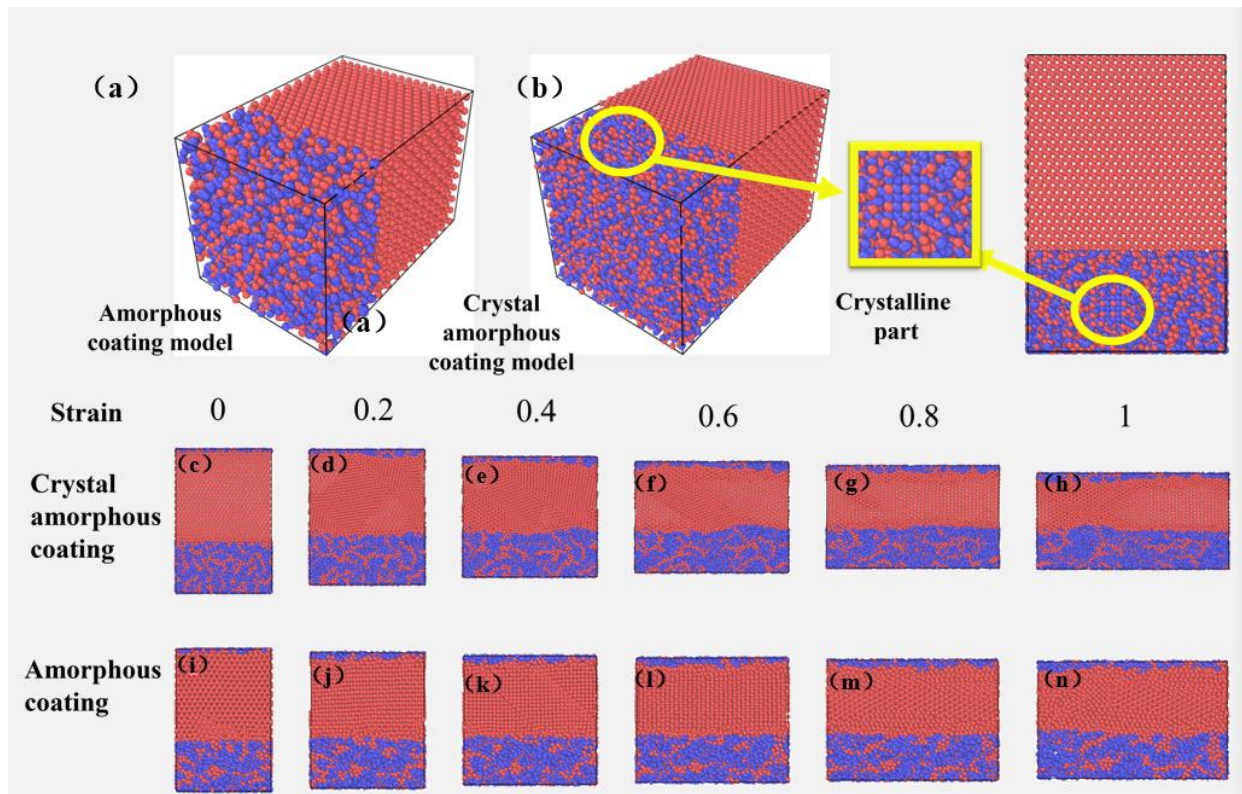 （a）
（b）
Amorphous
coating model
（a）
Crystal
amorphous
coating model
Crystalline
part
Strain 0 0.2 0.4 0.6 0.8 1
Crystal
amorphous
coating
（c） （d） （e） （f） （g） （h）
Amorphous
coating
（i） （j） （k） （l） （m） （n）